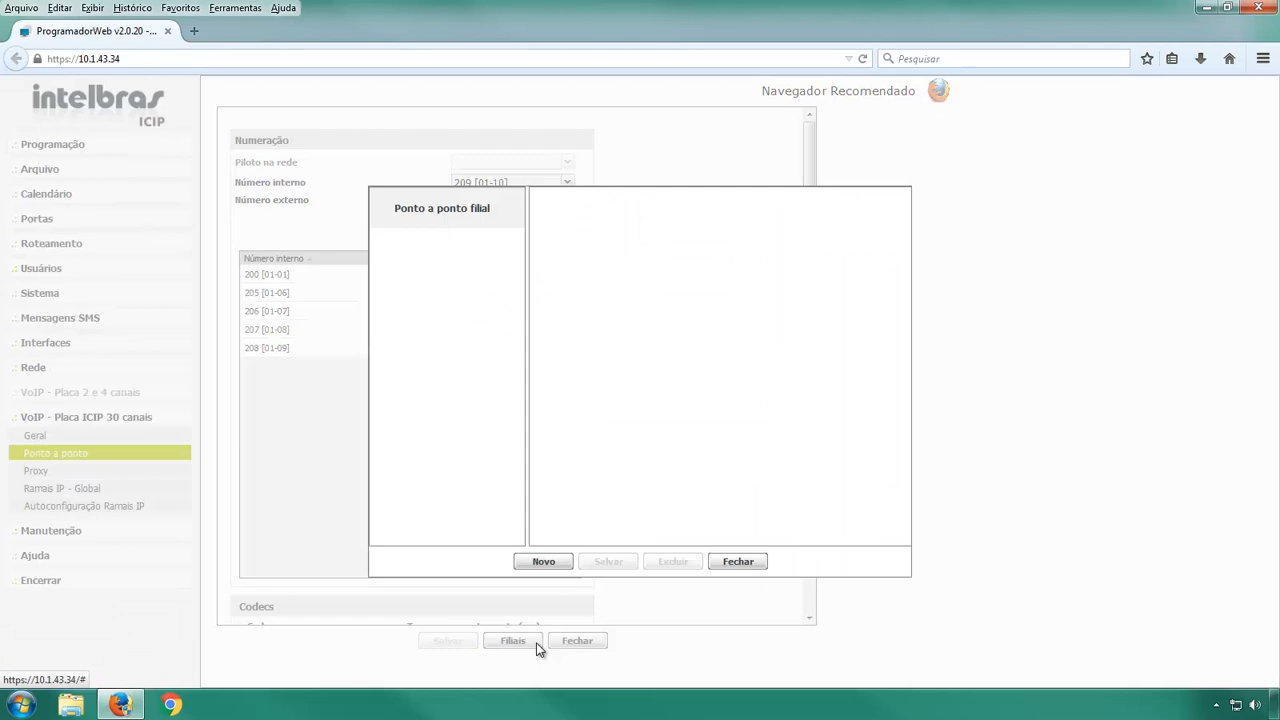 Arquivo Editar Exibir Histórico Favoritos Ferramentas Ajuda
ProgramadorWeb v2.0.20 -...
https://10.1.43.34
Pesquisar
intelbras
ICIP
Navegador Recomendado
.: Programação
.: Arquivo
.: Calendário
.: Portas
.: Roteamento
.: Usuários
.: Sistema
.: Mensagens SMS
.: Interfaces
.: Rede
.: VoIP - Placa 2 e 4 canais
.: VoIP - Placa ICIP 30 canais
Geral
Ponto a ponto
Proxy
Ramais IP - Global
Autoconfiguração Ramais IP
.: Manutenção
.: Ajuda
.: Encerrar
Numeração
Piloto na rede
Número interno 209 [01-10]
Número externo
Número interno
200 [01-01]
205 [01-06]
206 [01-07]
207 [01-08]
208 [01-09]
Ponto a ponto filial
Novo Salvar Excluir Fechar
Codecs
Salvar Filiais Fechar
https://10.1.43.34/#